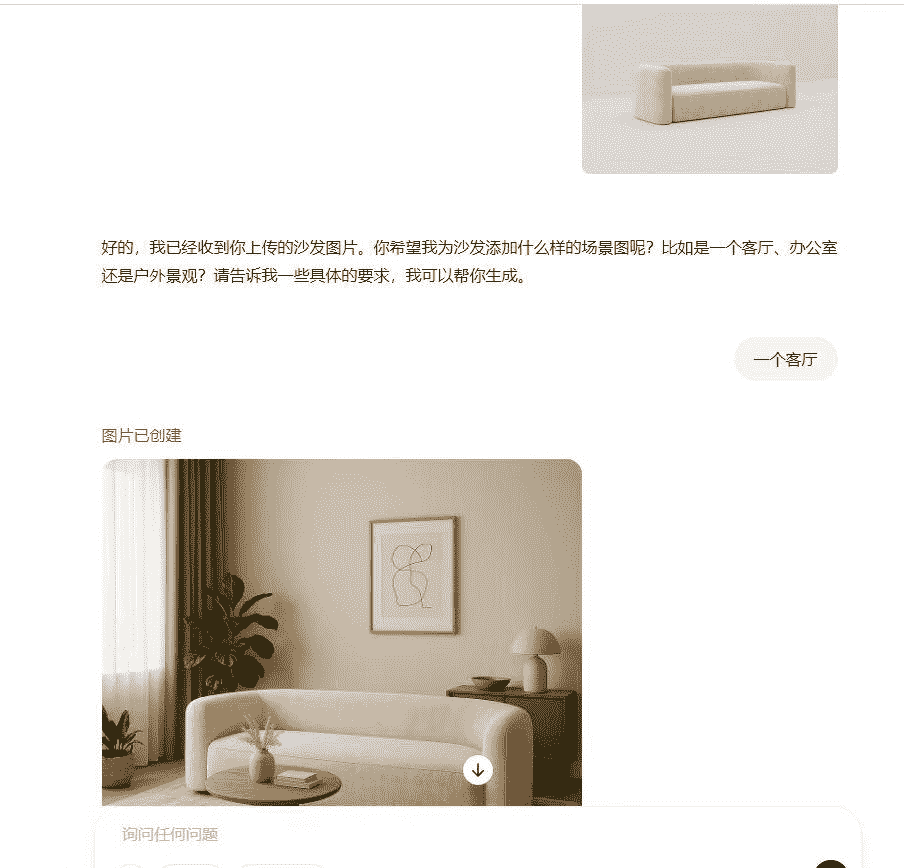 好的，我已经收到你上传的沙发图片。你希望我为沙发添加什么样的场景图呢？比如是一个客厅、办公室
还是户外景观？请告诉我一些具体的要求，我可以帮你生成。
一个客厅
图片已创建
询问任何问题